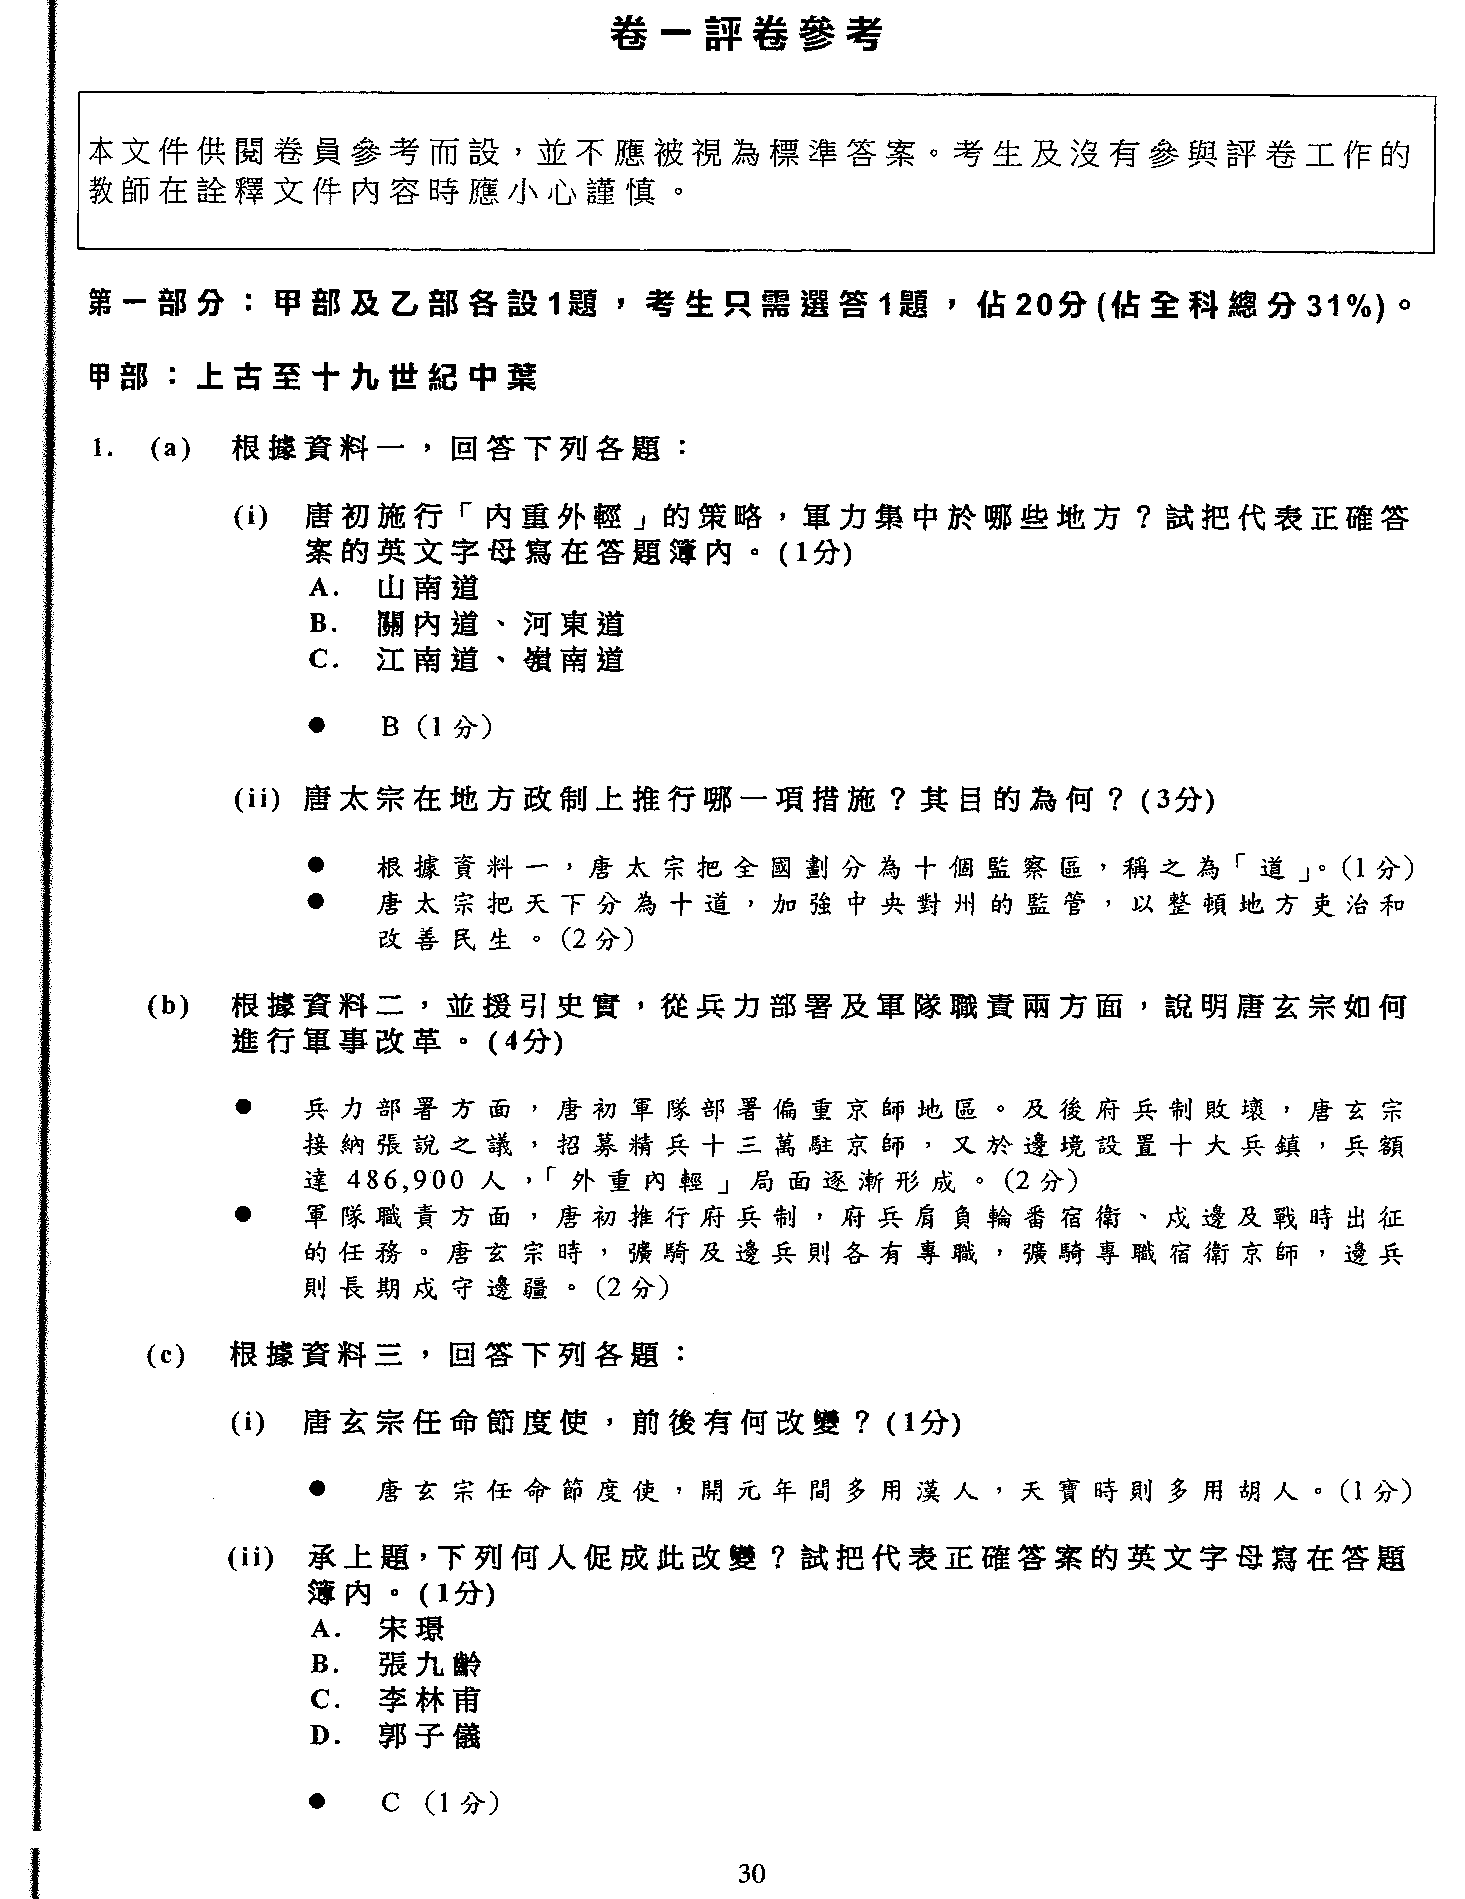 卷一評卷參考
本文件供閱卷員參考而設，並不應被視為標準答案。考生及沒有參與評卷工作的
教師在詮釋文件內容時應小心謹慎。
第一部分：甲部及乙部各設1題，考生只需選答1題，佔20分(佔全科總分31%)。
甲部：上古至十九世紀中葉
1. (a) 根據資料一，回答下列各題：
(i) 唐初施行「內重外輕」的策略，軍力集中於哪些地方？試把代表正確答
案的英文字母寫在答題簿內。(1分)
A. 山南道
B. 關內道、河東道
C. 江南道、嶺南道
● B (1分)
(ii) 唐太宗在地方政制上推行哪一項措施？其目的為何？(3分)
● 根據資料一，唐太宗把全國劃分為十個監察區，稱之為「道」。(1分)
● 唐太宗把天下分為十道，加強中央對州的監管，以整頓地方吏治和
改善民生。(2分)
(b) 根據資料二，並援引史實，從兵力部署及軍隊職責兩方面，說明唐玄宗如何
進行軍事改革。(4分)
● 兵力部署方面，唐初軍隊部署偏重京師地區。及後府兵制敗壞，唐玄宗
接納張說之議，招募精兵十三萬駐京師，又於邊境設置十大兵鎮，兵額
達 486,900 人，「外重內輕」局面逐漸形成。(2分)
● 軍隊職責方面，唐初推行府兵制，府兵肩負輪番宿衛、戍邊及戰時出征
的任務。唐玄宗時，彍騎及邊兵則各有專職，彍騎專職宿衛京師，邊兵
則長期戍守邊疆。(2分)
(c) 根據資料三，回答下列各題：
(i) 唐玄宗任命節度使，前後有何改變？(1分)
● 唐玄宗任命節度使，開元年間多用漢人，天寶時則多用胡人。(1分)
(ii) 承上題，下列何人促成此改變？試把代表正確答案的英文字母寫在答題
簿內。(1分)
A. 宋璟
B. 張九齡
C. 李林甫
D. 郭子儀
● C (1分)
30